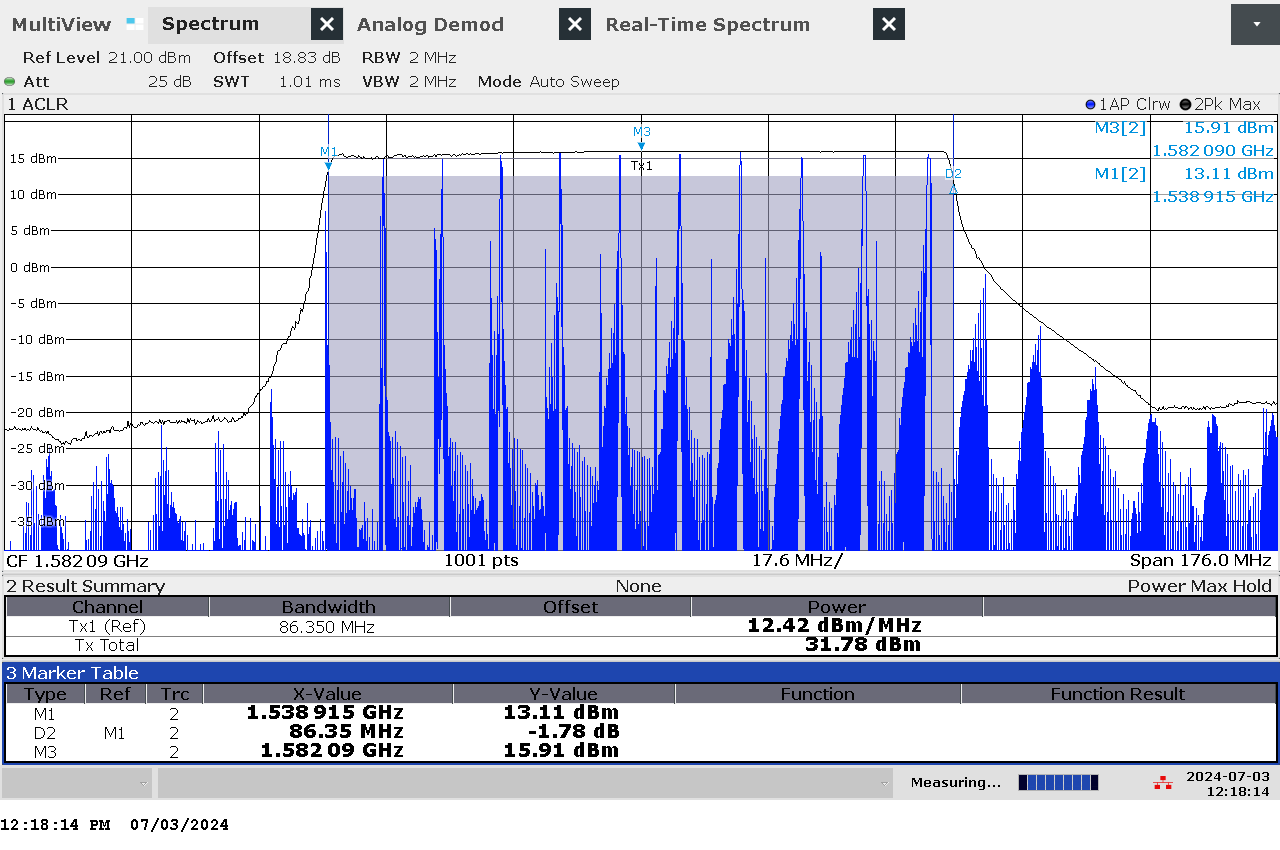 MultiView Spectrum Analog Demod Real-Time Spectrum
Ref Level 21.00 dBm Offset 18.83 dB RBW 2 MHz
Att 25 dB SWT 1.01 ms VBW 2 MHz Mode Auto Sweep
1 ACLR 1AP Clrw 2Pk Max
M3[2] 15.91 dBm
1.582 090 GHz
M1[2] 13.11 dBm
1.538 915 GHz
M1
M3
Tx1
D2
15 dBm
10 dBm
5 dBm
0 dBm
-5 dBm
-10 dBm
-15 dBm
-20 dBm
-25 dBm
-30 dBm
-35 dBm
CF 1.582 09 GHz 1001 pts 17.6 MHz/ Span 176.0 MHz
2 Result Summary None Power Max Hold
Channel Bandwidth Offset Power
Tx1 (Ref) 86.350 MHz 12.42 dBm/MHz
Tx Total 31.78 dBm
3 Marker Table
Type Ref Trc X-Value Y-Value Function Function Result
M1 2 1.538 915 GHz 13.11 dBm
D2 M1 2 86.35 MHz -1.78 dB
M3 2 1.582 09 GHz 15.91 dBm
Measuring... 2024-07-03
12:18:14
12:18:14 PM 07/03/2024